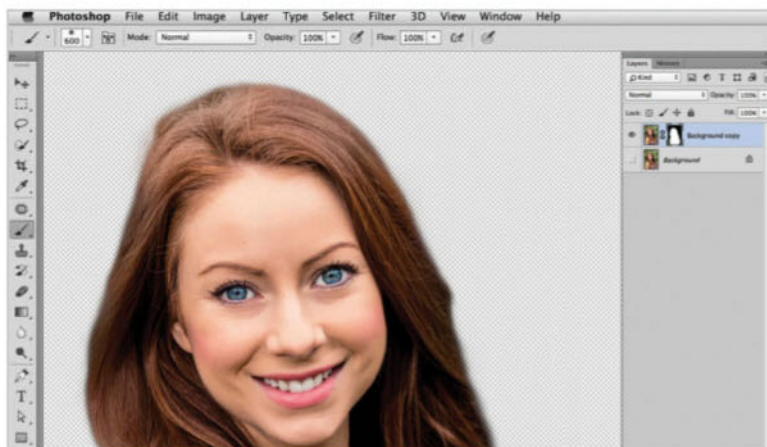 Photoshop File Edit Image Layer Type Select Filter 3D View Window Help
600 Mode: Normal Opacity: 100% Flow: 100%
Layers
Kind
Normal Opacity: 100%
Lock: Fill: 100%
Background copy
Background
T